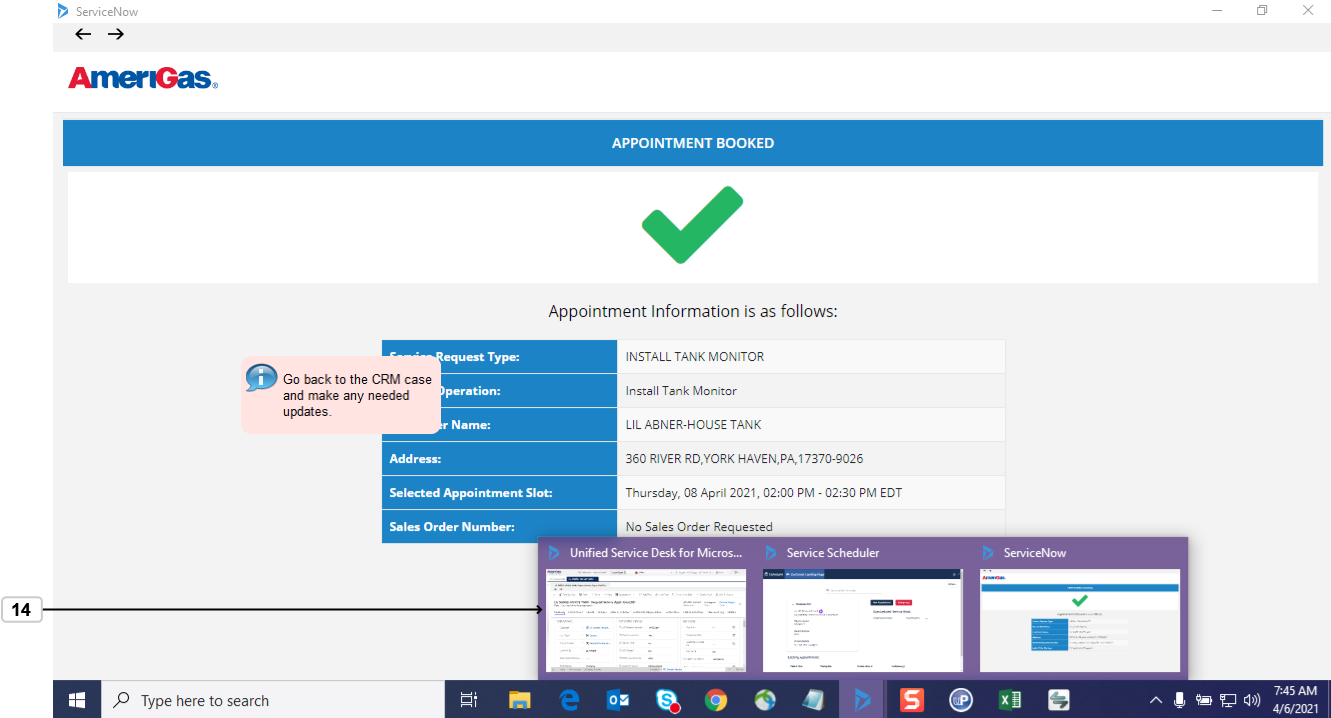 ServiceNow
AmeriGas®
APPOINTMENT BOOKED
Appointment Information is as follows:
Request Type: INSTALL TANK MONITOR
Operation: Install Tank Monitor
Name: LIL ABNER-HOUSE TANK
Address: 360 RIVER RD,YORK HAVEN,PA,17370-9026
Selected Appointment Slot: Thursday, 08 April 2021, 02:00 PM - 02:30 PM EDT
Sales Order Number: No Sales Order Requested
Go back to the CRM case
and make any needed
updates.
Unified Service Desk for Micros... Service Scheduler ServiceNow
14
Type here to search
7:45 AM
4/6/2021